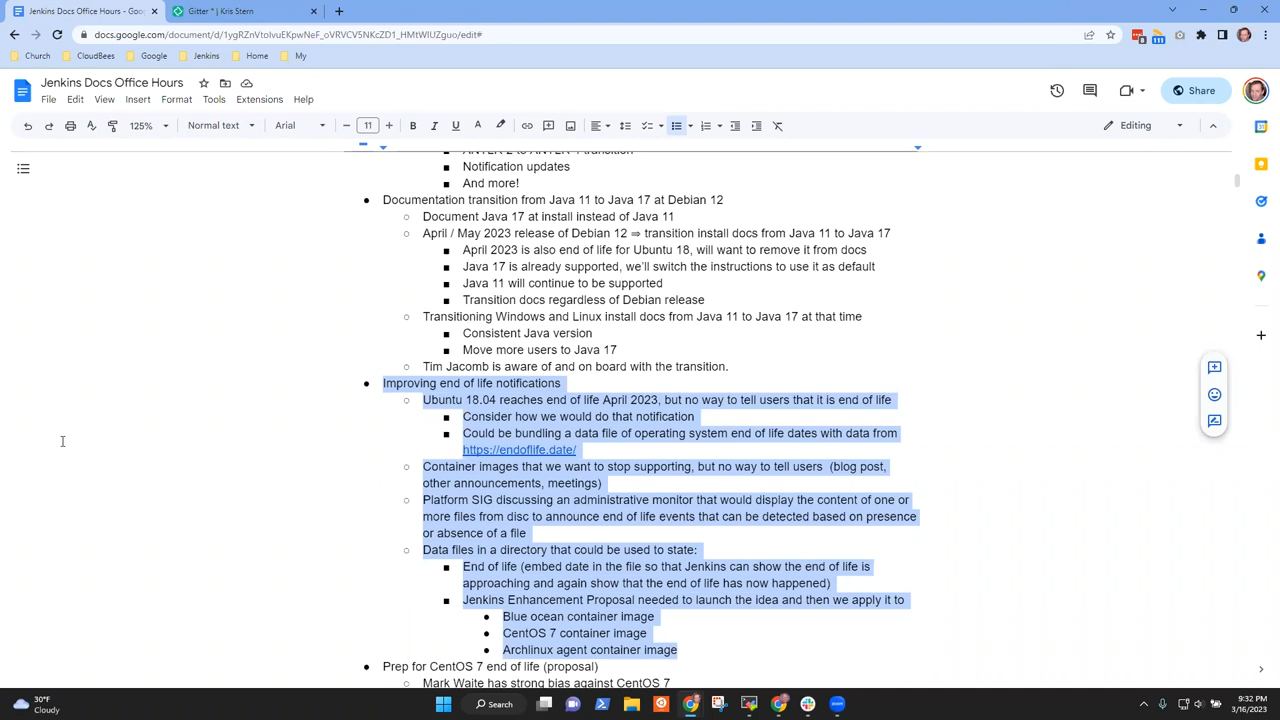 Jenkins Docs Office Hours - Goo
Gitter * | Kris Stern
docs.google.com/document/d/1ygRZnVtoIvuEKpwNeF_oVRVCV5NKcZD1_HMtWIUZguo/edit#
Church
CloudBees
Google
Jenkins
Home
My
Jenkins Docs Office Hours
File Edit View Insert Format Tools Extensions Help
Share
125% Normal text Arial 11 Editing
Notification updates
And more!
Documentation transition from Java 11 to Java 17 at Debian 12
Document Java 17 at install instead of Java 11
April / May 2023 release of Debian 12 ⇒ transition install docs from Java 11 to Java 17
April 2023 is also end of life for Ubuntu 18, will want to remove it from docs
Java 17 is already supported, we'll switch the instructions to use it as default
Java 11 will continue to be supported
Transition docs regardless of Debian release
Transitioning Windows and Linux install docs from Java 11 to Java 17 at that time
Consistent Java version
Move more users to Java 17
Tim Jacomb is aware of and on board with the transition.
Improving end of life notifications
Ubuntu 18.04 reaches end of life April 2023, but no way to tell users that it is end of life
Consider how we would do that notification
Could be bundling a data file of operating system end of life dates with data from
https://endoflife.date/
Container images that we want to stop supporting, but no way to tell users (blog post,
other announcements, meetings)
Platform SIG discussing an administrative monitor that would display the content of one or
more files from disc to announce end of life events that can be detected based on presence
or absence of a file
Data files in a directory that could be used to state:
End of life (embed date in the file so that Jenkins can show the end of life is
approaching and again show that the end of life has now happened)
Jenkins Enhancement Proposal needed to launch the idea and then we apply it to
Blue ocean container image
CentOS 7 container image
Archlinux agent container image
Prep for CentOS 7 end of life (proposal)
Mark Waite has strong bias against CentOS 7
30°F
Cloudy
Search
9:32 PM
3/16/2023